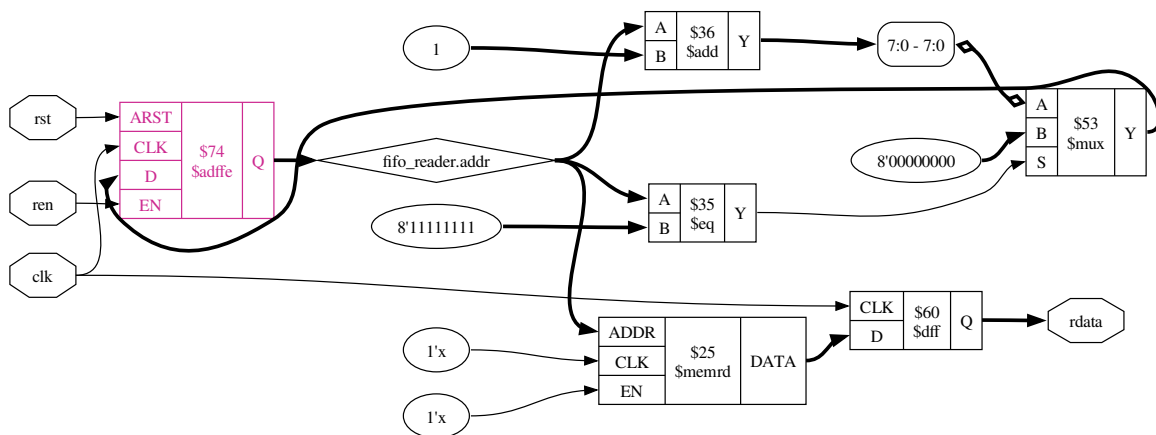 rst
ren
clk
ARST
CLK
D
EN
$74
$adffe
Q
fifo_reader.addr
1
A
B
$36
$add
Y
7:0 - 7:0
8'00000000
A
B
S
$53
$mux
Y
8'11111111
A
B
$35
$eq
Y
1'x
1'x
ADDR
CLK
EN
$25
$memrd
DATA
CLK
D
$60
$dff
Q
rdata